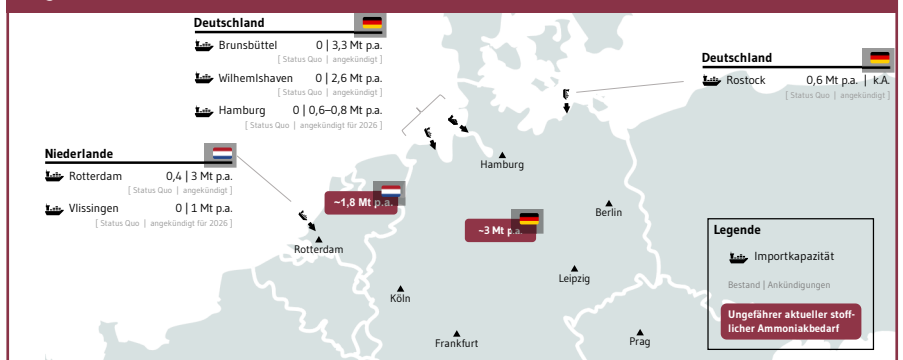 Deutschland
Brunsbüttel 0 | 3,3 Mt p.a.
[ Status Quo | angekündigt ]
Wilhemlshaven 0 | 2,6 Mt p.a.
[ Status Quo | angekündigt ]
Hamburg 0 | 0,6–0,8 Mt p.a.
[ Status Quo | angekündigt für 2026 ]
Deutschland
Rostock 0,6 Mt p.a. | k.A.
[ Status Quo | angekündigt ]
Niederlande
Rotterdam 0,4 | 3 Mt p.a.
[ Status Quo | angekündigt ]
Vlissingen 0 | 1 Mt p.a.
[ Status Quo | angekündigt für 2026 ]
Hamburg
~1,8 Mt p.a.
Berlin
~3 Mt p.a.
Rotterdam
Leipzig
Köln
Frankfurt
Prag
Legende
Importkapazität
Bestand | Ankündigungen
Ungefährer aktueller stoff-
licher Ammoniakbedarf